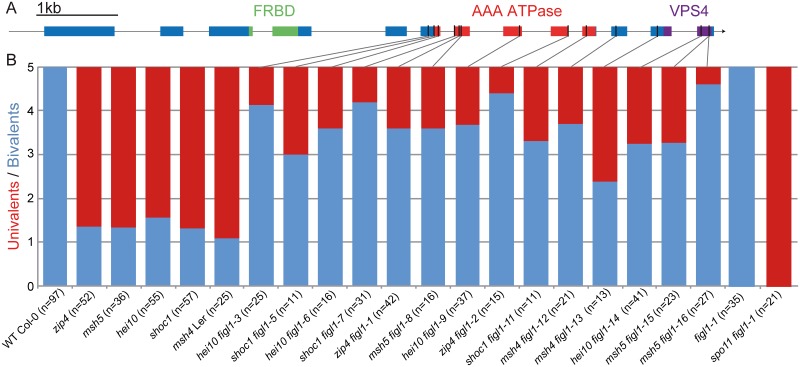 A
1kb
FRBD
AAA ATPase
VPS4
B
Univalents / Bivalents
5
4
3
2
1
0
WT Col-0 (n=97)
zip4 (n=52)
msh5 (n=36)
hei10 (n=55)
shoc1 (n=57)
msh4 Ler (n=25)
hei10 figl1-3 (n=25)
shoc1 figl1-5 (n=11)
hei10 figl1-6 (n=16)
shoc1 figl1-7 (n=31)
zip4 figl1-1 (n=42)
msh5 figl1-8 (n=16)
hei10 figl1-9 (n=37)
zip4 figl1-2 (n=15)
shoc1 figl1-11 (n=11)
msh4 figl1-12 (n=21)
msh4 figl1-13 (n=13)
hei10 figl1-14 (n=41)
msh5 figl1-15 (n=23)
msh5 figl1-16 (n=27)
figl1-1 (n=35)
spo11 figl1-1 (n=21)